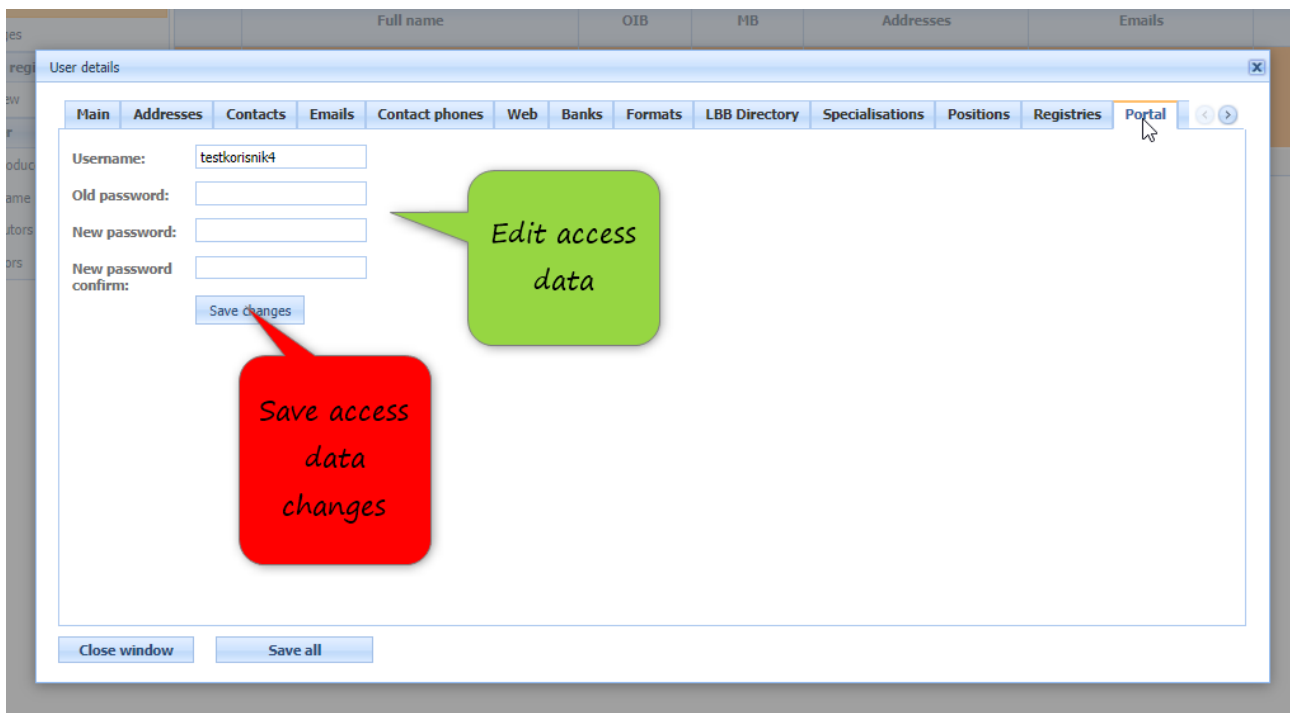 Full name OIB MB Addresses Emails
User details
Main Addresses Contacts Emails Contact phones Web Banks Formats LBB Directory Specialisations Positions Registries Portal
Username: testkorisnik4
Old password:
New password:
New password
confirm:
Save changes
Edit access
data
Save access
data
changes
Close window Save all